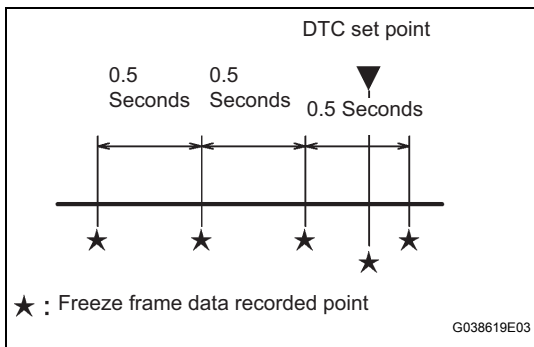 DTC set point
0.5
Seconds
0.5
Seconds
0.5 Seconds
★ : Freeze frame data recorded point
G038619E03